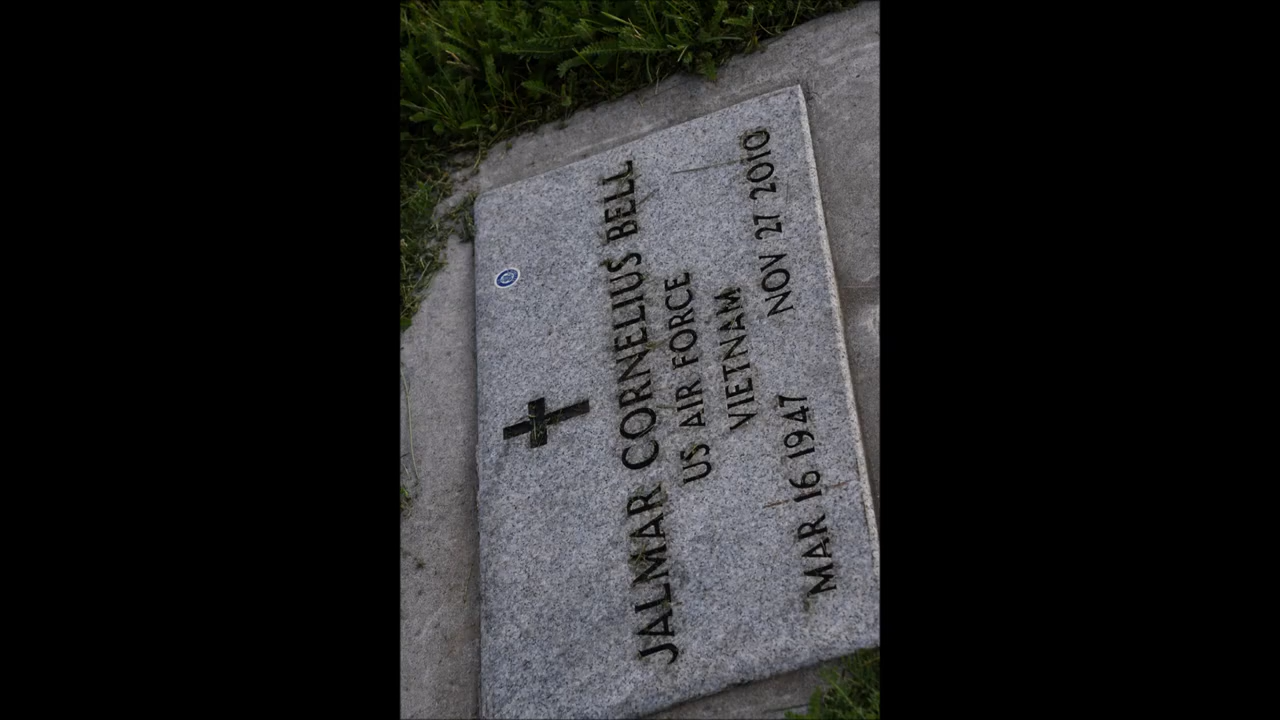 JALMAR CORNELIUS BELL
US AIR FORCE
VIETNAM
MAR 16 1947 NOV 27 2010